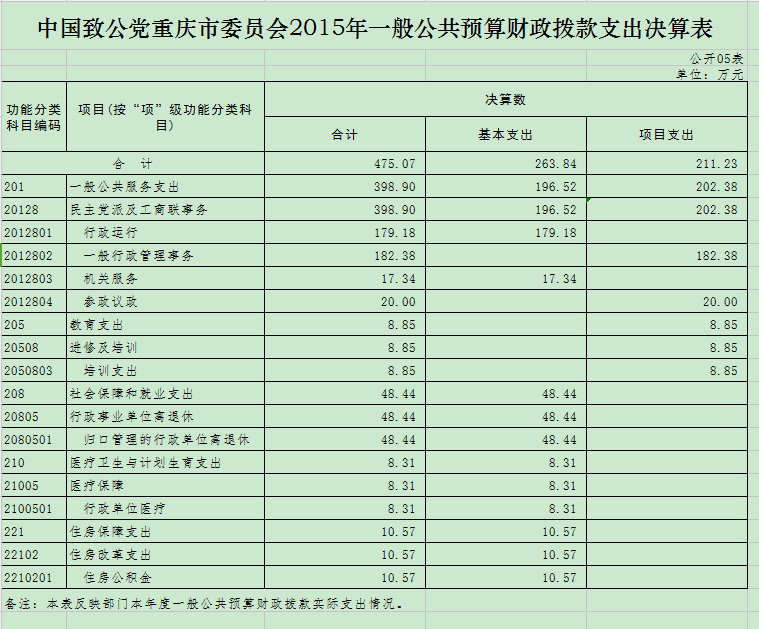 中国致公党重庆市委员会2015年一般公共预算财政拨款支出决算表
公开05表
单位：万元
功能分类科目编码 项目(按“项”级功能分类科目) 决算数
合计 基本支出 项目支出
合 计 475.07 263.84 211.23
201 一般公共服务支出 398.90 196.52 202.38
20128 民主党派及工商联事务 398.90 196.52 202.38
2012801 行政运行 179.18 179.18
2012802 一般行政管理事务 182.38 182.38
2012803 机关服务 17.34 17.34
2012804 参政议政 20.00 20.00
205 教育支出 8.85 8.85
20508 进修及培训 8.85 8.85
2050803 培训支出 8.85 8.85
208 社会保障和就业支出 48.44 48.44
20805 行政事业单位离退休 48.44 48.44
2080501 归口管理的行政单位离退休 48.44 48.44
210 医疗卫生与计划生育支出 8.31 8.31
21005 医疗保障 8.31 8.31
2100501 行政单位医疗 8.31 8.31
221 住房保障支出 10.57 10.57
22102 住房改革支出 10.57 10.57
2210201 住房公积金 10.57 10.57
备注：本表反映部门本年度一般公共预算财政拨款实际支出情况。